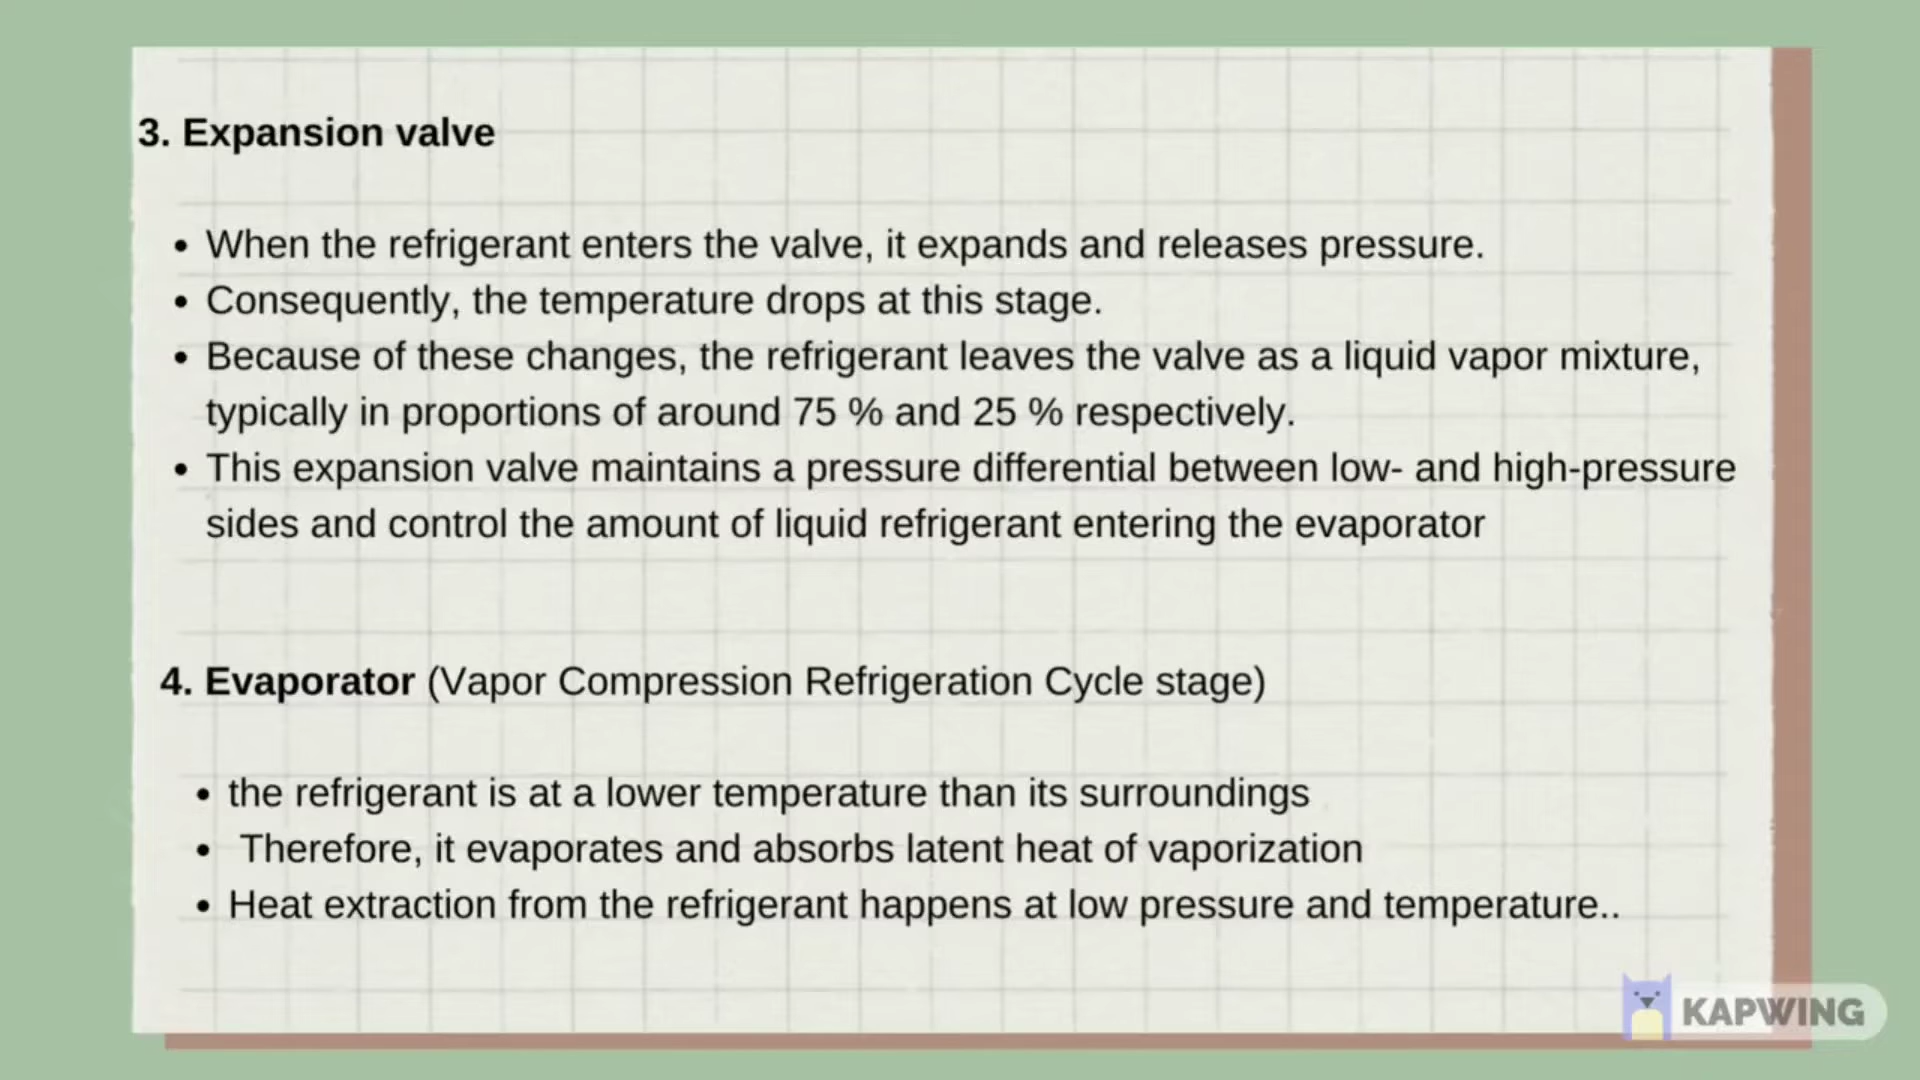 3. Expansion valve
• When the refrigerant enters the valve, it expands and releases pressure.
• Consequently, the temperature drops at this stage.
• Because of these changes, the refrigerant leaves the valve as a liquid vapor mixture,
typically in proportions of around 75 % and 25 % respectively.
• This expansion valve maintains a pressure differential between low- and high-pressure
sides and control the amount of liquid refrigerant entering the evaporator
4. Evaporator (Vapor Compression Refrigeration Cycle stage)
• the refrigerant is at a lower temperature than its surroundings
• Therefore, it evaporates and absorbs latent heat of vaporization
• Heat extraction from the refrigerant happens at low pressure and temperature..
KAPWING